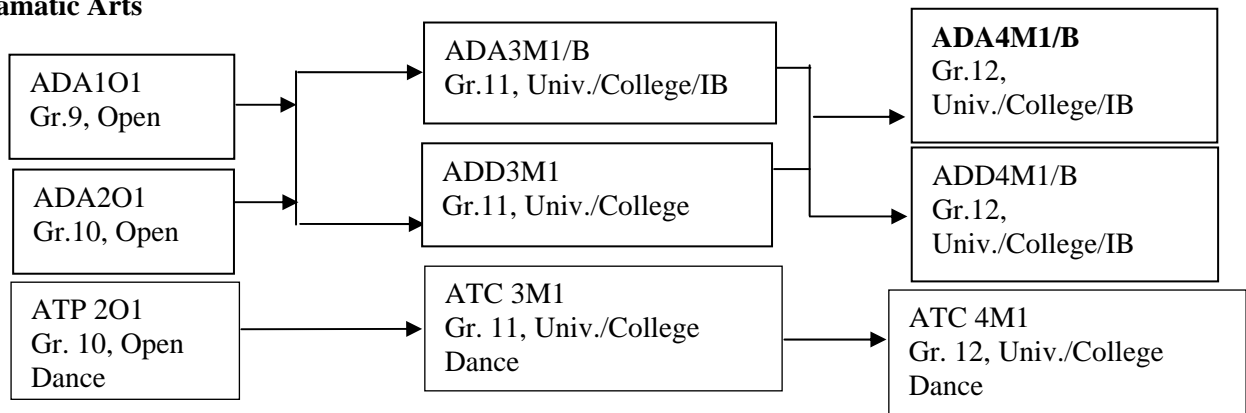 amatic Arts
ADA1O1
Gr.9, Open
ADA2O1
Gr.10, Open
ATP 2O1
Gr. 10, Open
Dance
ADA3M1/B
Gr.11, Univ./College/IB
ADD3M1
Gr.11, Univ./College
ATC 3M1
Gr. 11, Univ./College
Dance
ADA4M1/B
Gr.12,
Univ./College/IB
ADD4M1/B
Gr.12,
Univ./College/IB
ATC 4M1
Gr. 12, Univ./College
Dance